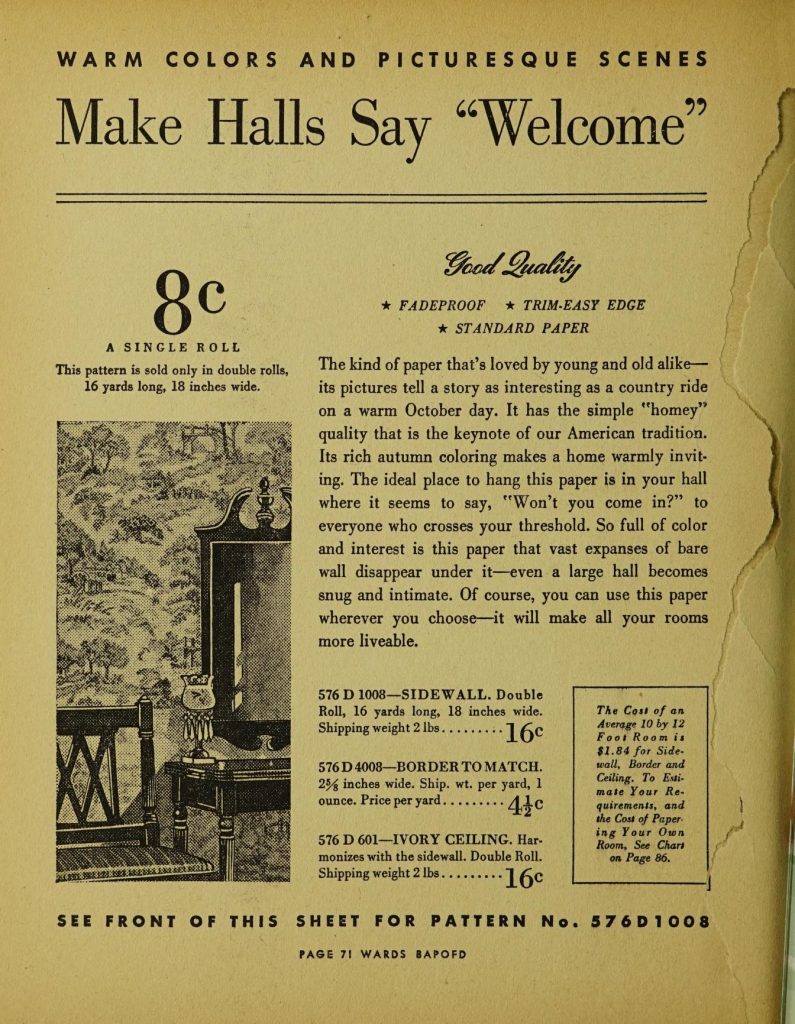 WARM COLORS AND PICTURESQUE SCENES
Make Halls Say “Welcome”
8c
A SINGLE ROLL
This pattern is sold only in double rolls,
16 yards long, 18 inches wide.
Good Quality
★ FADEPROOF ★ TRIM-EASY EDGE
★ STANDARD PAPER
The kind of paper that's loved by young and old alike—
its pictures tell a story as interesting as a country ride
on a warm October day. It has the simple "homey"
quality that is the keynote of our American tradition.
Its rich autumn coloring makes a home warmly invit-
ing. The ideal place to hang this paper is in your hall
where it seems to say, "Won't you come in?" to
everyone who crosses your threshold. So full of color
and interest is this paper that vast expanses of bare
wall disappear under it—even a large hall becomes
snug and intimate. Of course, you can use this paper
wherever you choose—it will make all your rooms
more liveable.
576 D 1008—SIDEWALL. Double
Roll, 16 yards long, 18 inches wide.
Shipping weight 2 lbs......... 16c
576 D 4008—BORDER TO MATCH.
2⅝ inches wide. Ship. wt. per yard, 1
ounce. Price per yard......... 4½c
576 D 601—IVORY CEILING. Har-
monizes with the sidewall. Double Roll.
Shipping weight 2 lbs......... 16c
The Cost of an
Average 10 by 12
Foot Room is
$1.84 for Side-
wall, Border and
Ceiling. To Esti-
mate Your Re-
quirements, and
the Cost of Paper-
ing Your Own
Room, See Chart
on Page 86.
SEE FRONT OF THIS SHEET FOR PATTERN No. 576D1008
PAGE 71 WARDS BAPOFD